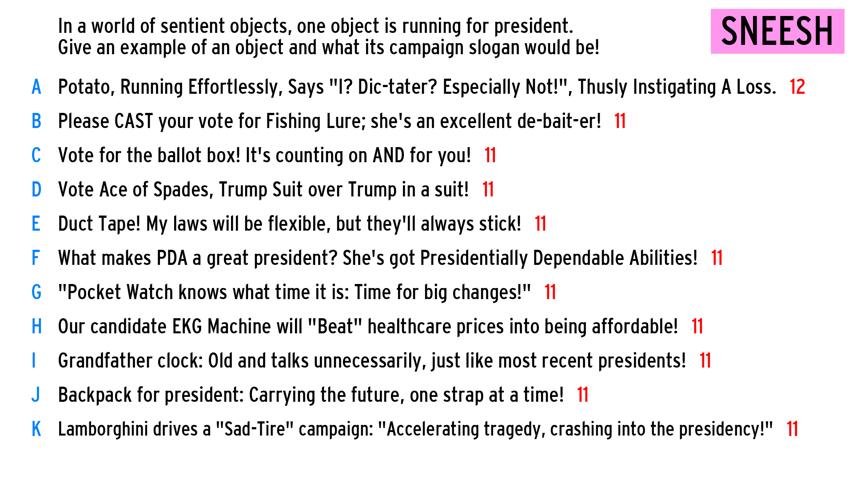 In a world of sentient objects, one object is running for president.
Give an example of an object and what its campaign slogan would be!
SNEESH
A Potato, Running Effortlessly, Says "I? Dic-tater? Especially Not!", Thusly Instigating A Loss. 12
B Please CAST your vote for Fishing Lure; she's an excellent de-bait-er! 11
C Vote for the ballot box! It's counting on AND for you! 11
D Vote Ace of Spades, Trump Suit over Trump in a suit! 11
E Duct Tape! My laws will be flexible, but they'll always stick! 11
F What makes PDA a great president? She's got Presidentially Dependable Abilities! 11
G "Pocket Watch knows what time it is: Time for big changes!" 11
H Our candidate EKG Machine will "Beat" healthcare prices into being affordable! 11
I Grandfather clock: Old and talks unnecessarily, just like most recent presidents! 11
J Backpack for president: Carrying the future, one strap at a time! 11
K Lamborghini drives a "Sad-Tire" campaign: "Accelerating tragedy, crashing into the presidency!" 11